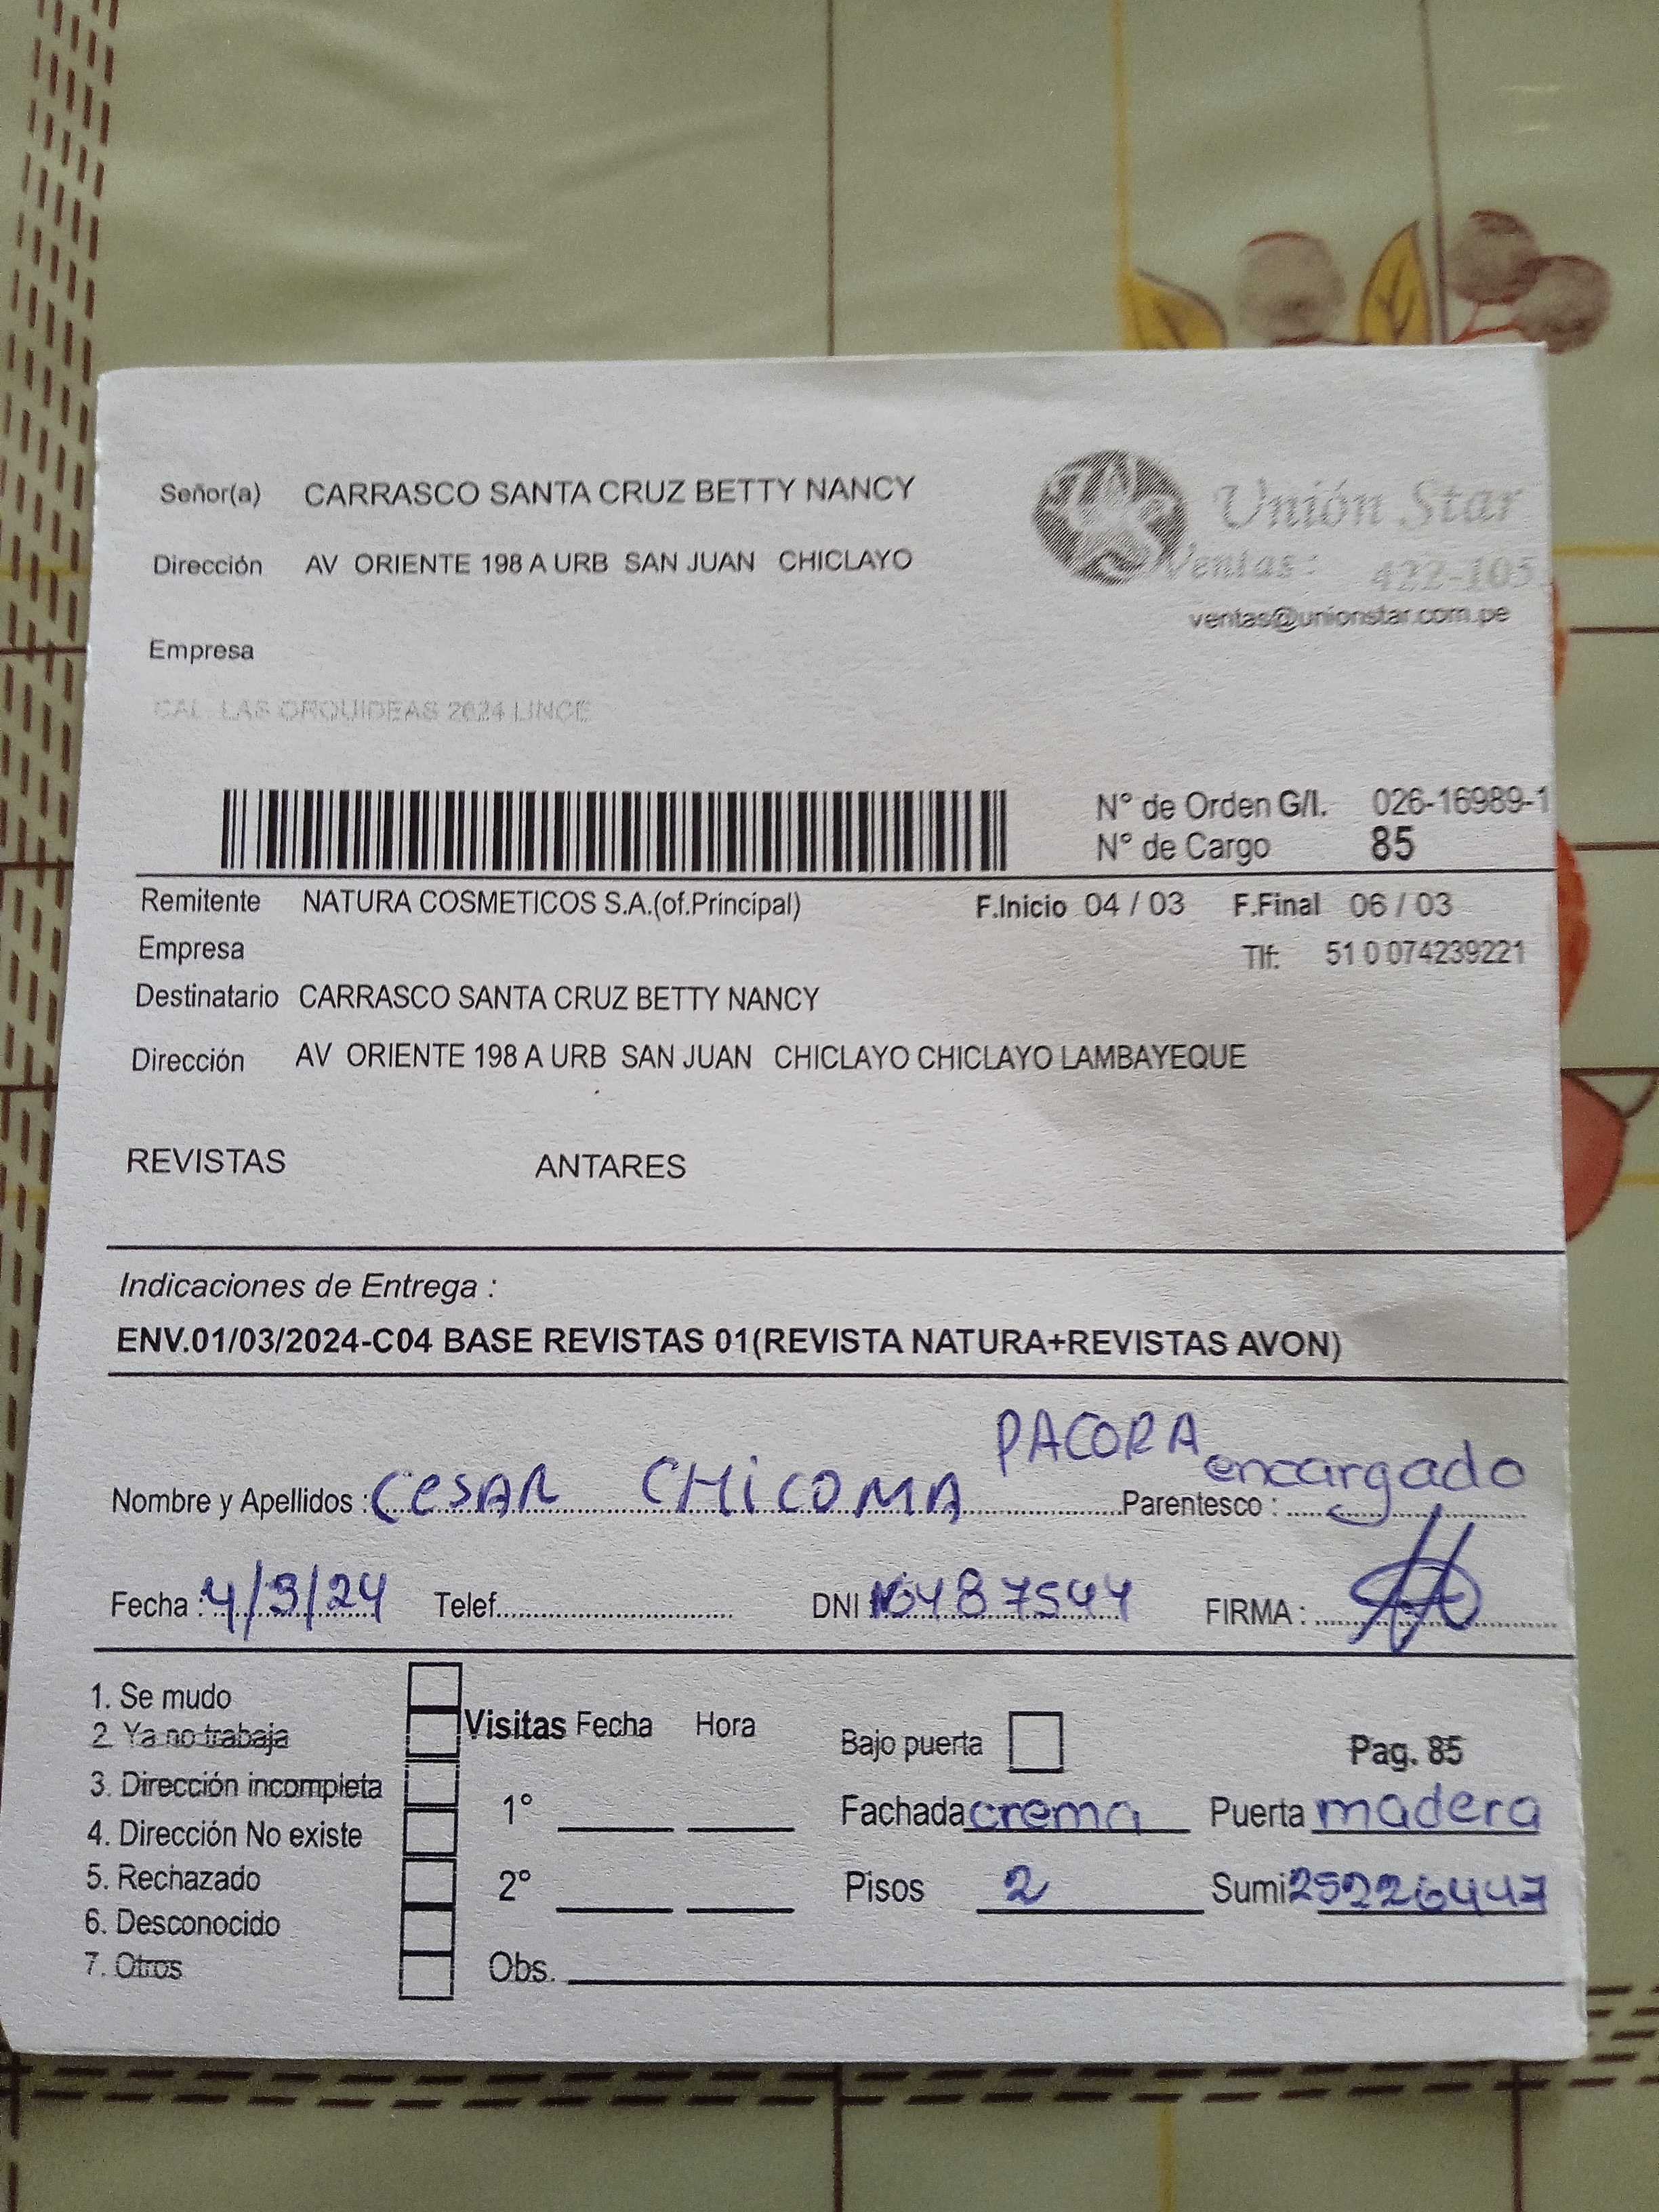 Señor(a) CARRASCO SANTA CRUZ BETTY NANCY
Unión Star
Dirección AV ORIENTE 198 A URB SAN JUAN CHICLAYO
Ventas: 422-105
ventas@unionstar.com.pe
Empresa
CAL LAS ORQUIDEAS 2624 LINCE
N° de Orden G/I. 026-16989-1
N° de Cargo 85
Remitente NATURA COSMETICOS S.A.(of.Principal) F.Inicio 04 / 03 F.Final 06 / 03
Empresa Tlf: 51 0 074239221
Destinatario CARRASCO SANTA CRUZ BETTY NANCY
Dirección AV ORIENTE 198 A URB SAN JUAN CHICLAYO CHICLAYO LAMBAYEQUE
REVISTAS ANTARES
Indicaciones de Entrega :
ENV.01/03/2024-C04 BASE REVISTAS 01(REVISTA NATURA+REVISTAS AVON)
Nombre y Apellidos : CESAR CHICOMA PACORA Parentesco : encargado
Fecha : 4/3/24 Telef. DNI FIRMA :
1. Se mudo
2. Ya no trabaja
3. Dirección incompleta
4. Dirección No existe
5. Rechazado
6. Desconocido
7. Otros
Visitas Fecha Hora
1°
2°
Obs.
Bajo puerta Pag. 85
Fachada crema Puerta madera
Pisos 2 Sumi 25226447